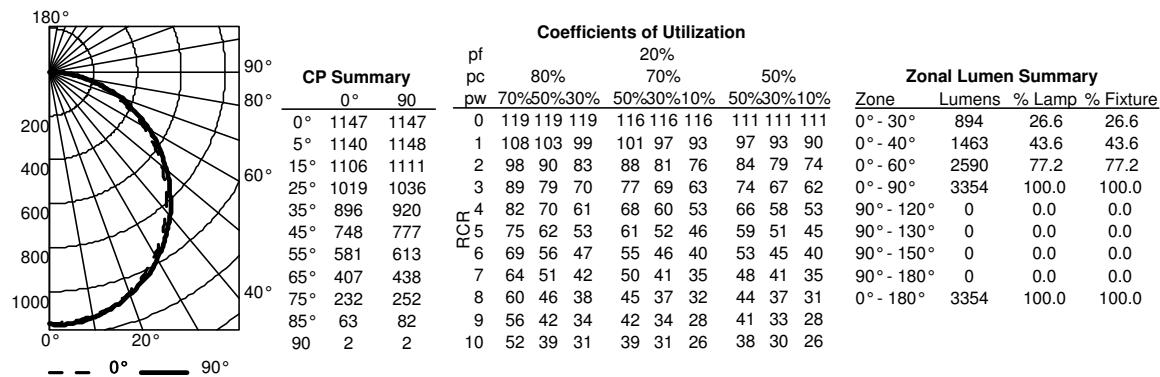 180°
90°
80°
60°
40°
200
400
600
800
1000
0° 20°
0° 90°
CP Summary
0° 90
0° 1147 1147
5° 1140 1148
15° 1106 1111
25° 1019 1036
35° 896 920
45° 748 777
55° 581 613
65° 407 438
75° 232 252
85° 63 82
90 2 2
Coefficients of Utilization
pf 20%
pc 80% 70% 50%
pw 70%50%30% 50%30%10% 50%30%10%
RCR
0 119 119 119 116 116 116 111 111 111
1 108 103 99 101 97 93 97 93 90
2 98 90 83 88 81 76 84 79 74
3 89 79 70 77 69 63 74 67 62
4 82 70 61 68 60 53 66 58 53
5 75 62 53 61 52 46 59 51 45
6 69 56 47 55 46 40 53 45 40
7 64 51 42 50 41 35 48 41 35
8 60 46 38 45 37 32 44 37 31
9 56 42 34 42 34 28 41 33 28
10 52 39 31 39 31 26 38 30 26
Zonal Lumen Summary
Zone Lumens % Lamp % Fixture
0°- 30° 894 26.6 26.6
0°- 40° 1463 43.6 43.6
0°- 60° 2590 77.2 77.2
0°- 90° 3354 100.0 100.0
90°- 120° 0 0.0 0.0
90°- 130° 0 0.0 0.0
90°- 150° 0 0.0 0.0
90°- 180° 0 0.0 0.0
0°- 180° 3354 100.0 100.0